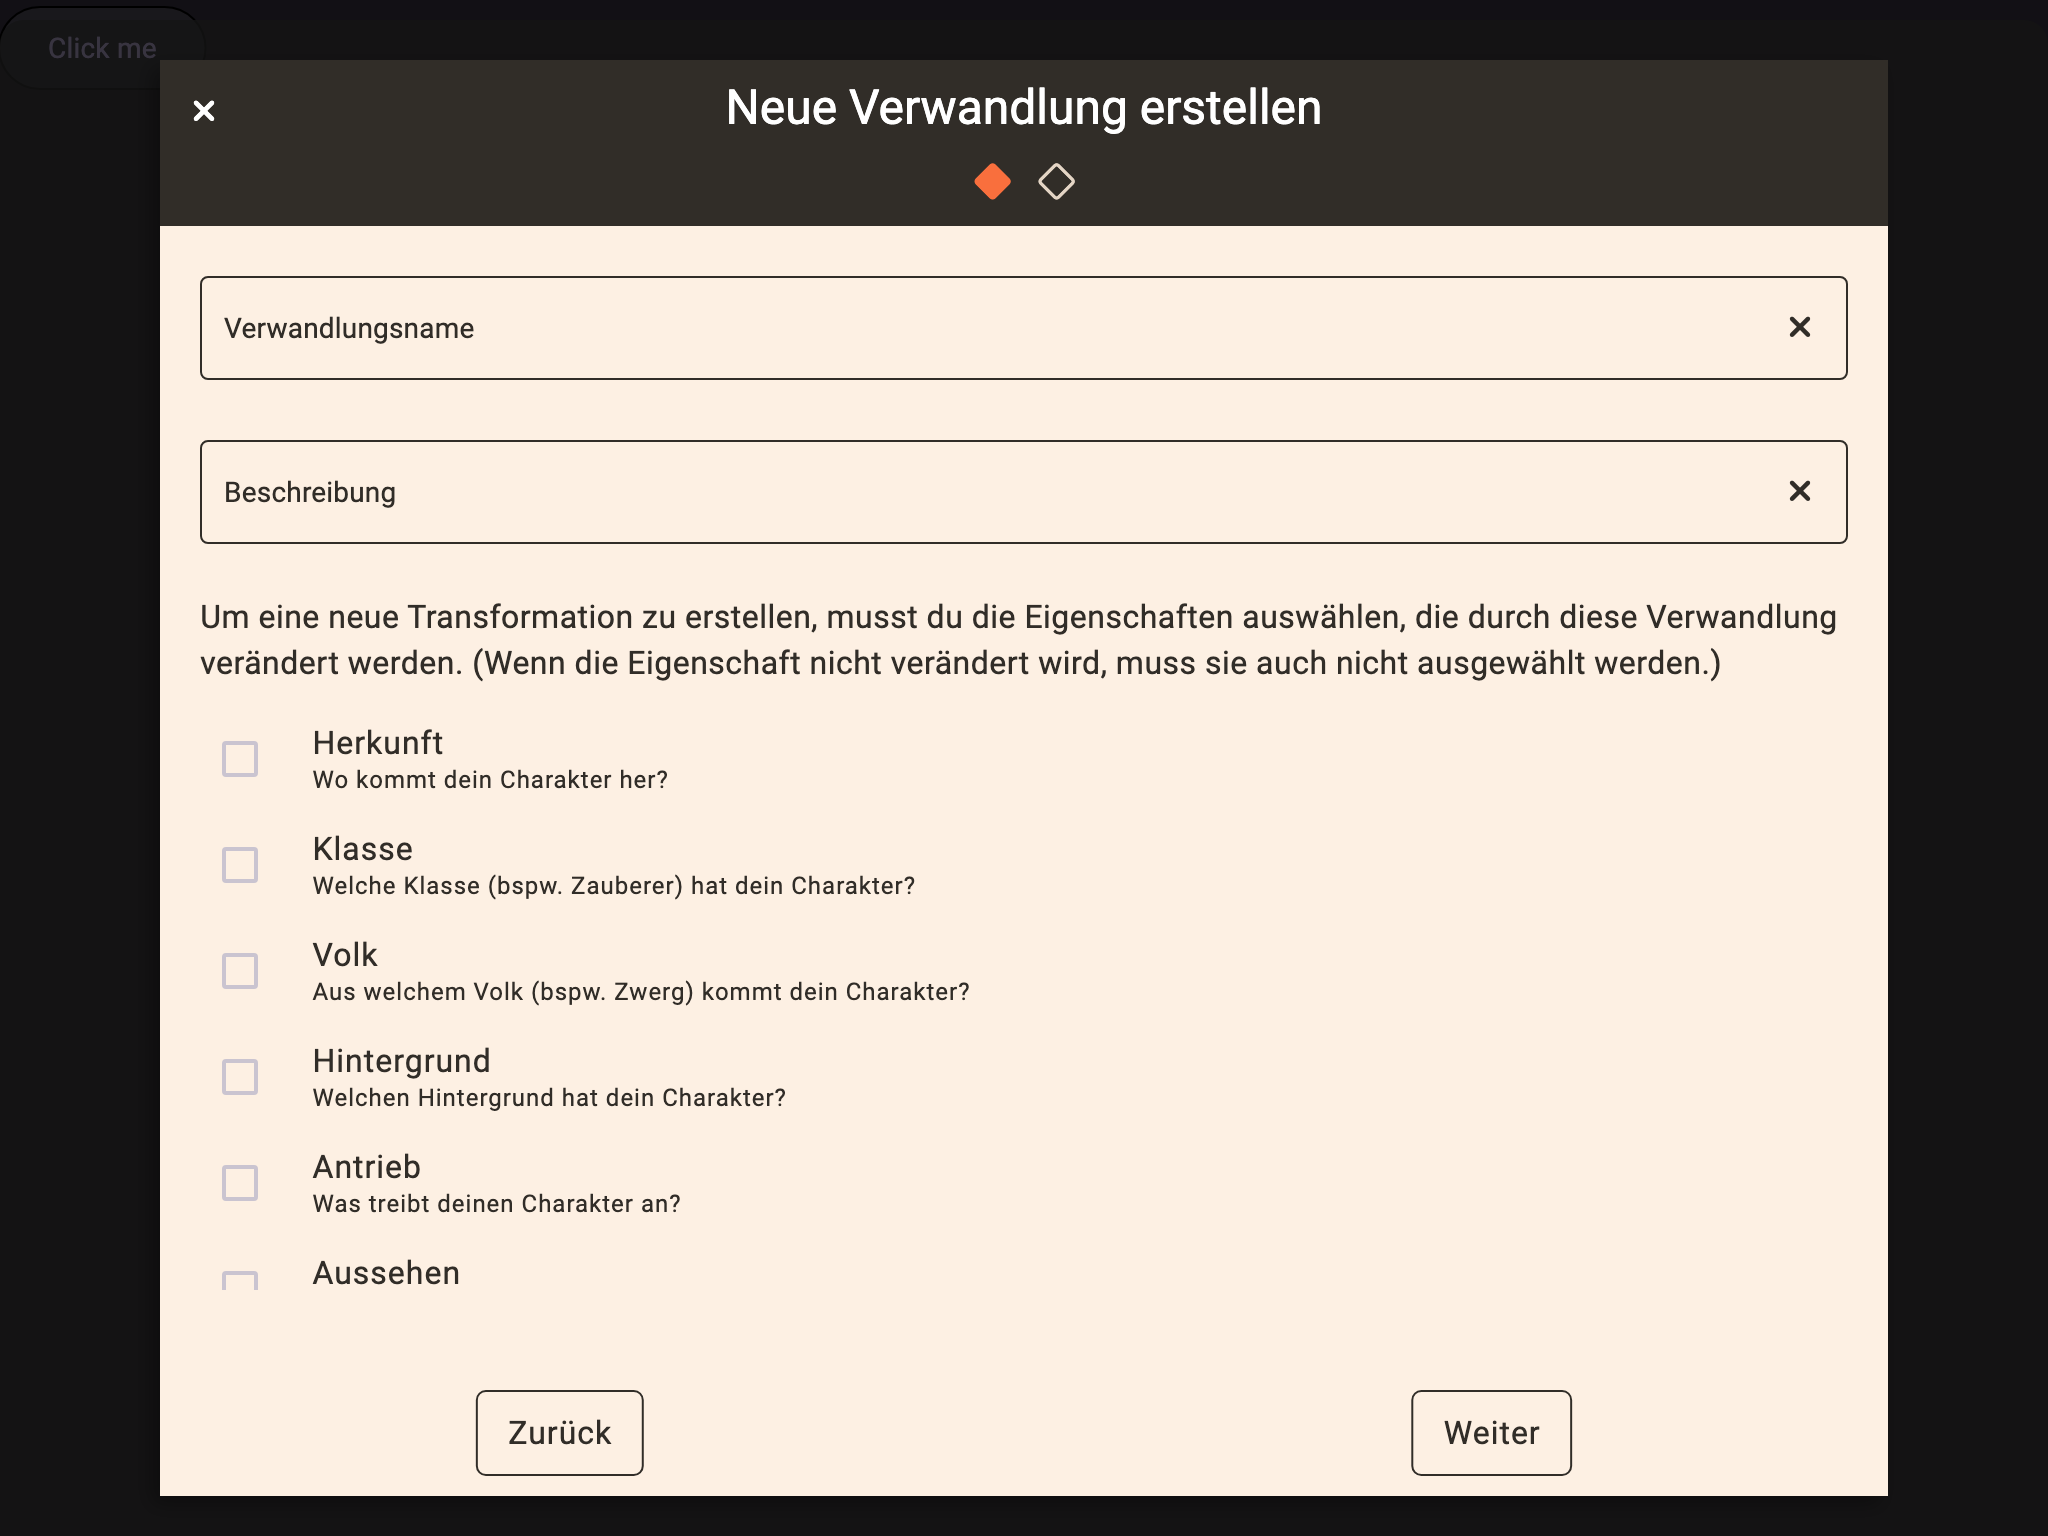 Click me
Neue Verwandlung erstellen
Verwandlungsname
Beschreibung
Um eine neue Transformation zu erstellen, musst du die Eigenschaften auswählen, die durch diese Verwandlung
verändert werden. (Wenn die Eigenschaft nicht verändert wird, muss sie auch nicht ausgewählt werden.)
Herkunft
Wo kommt dein Charakter her?
Klasse
Welche Klasse (bspw. Zauberer) hat dein Charakter?
Volk
Aus welchem Volk (bspw. Zwerg) kommt dein Charakter?
Hintergrund
Welchen Hintergrund hat dein Charakter?
Antrieb
Was treibt deinen Charakter an?
Aussehen
Zurück
Weiter